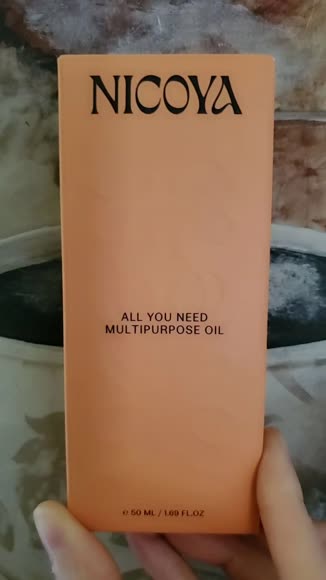 NICOYA
ALL YOU NEED
MULTIPURPOSE OIL
℮ 50 ML / 1.69 FL.OZ